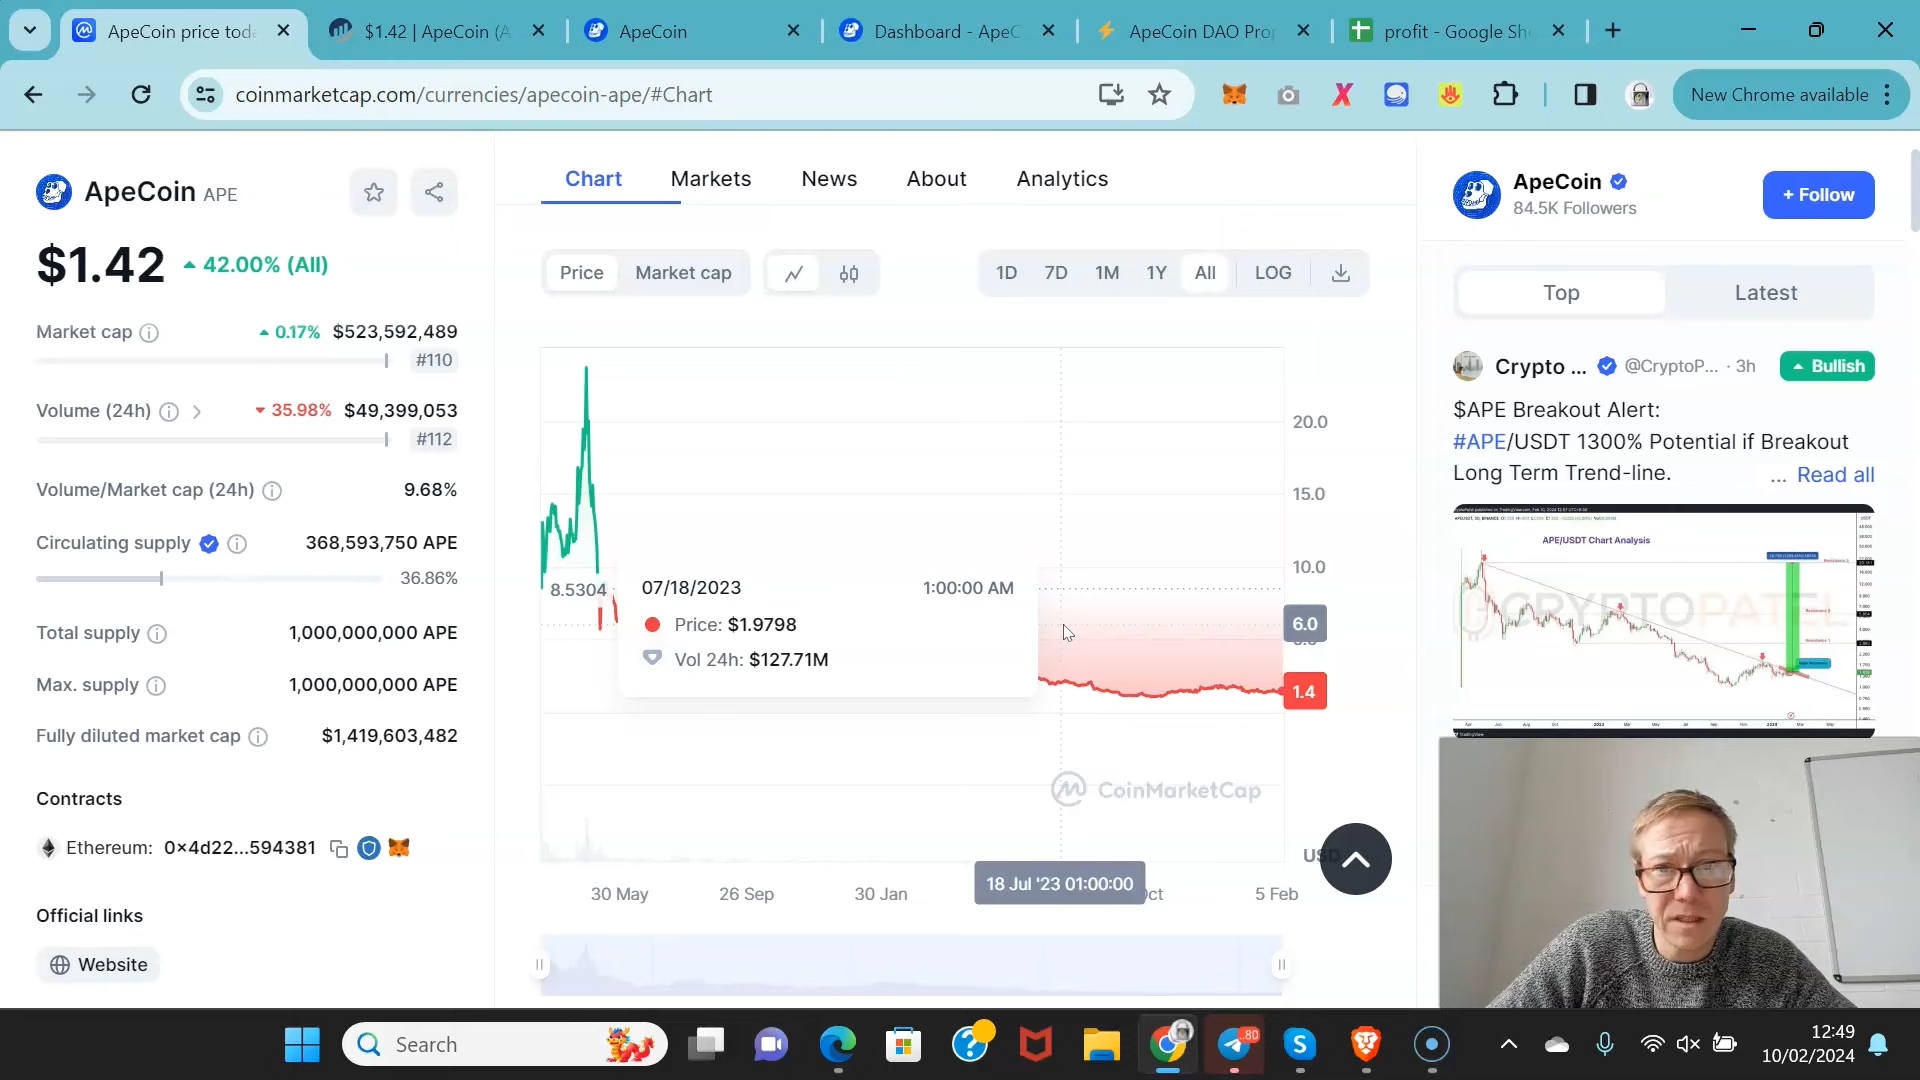 ApeCoin price toda
$1.42 | ApeCoin (A
ApeCoin
Dashboard - ApeC
ApeCoin DAO Prop
profit - Google She
coinmarketcap.com/currencies/apecoin-ape/#Chart
New Chrome available
ApeCoin APE
$1.42 42.00% (All)
Market cap 0.17% $523,592,489
#110
Volume (24h) 35.98% $49,399,053
#112
Volume/Market cap (24h) 9.68%
Circulating supply 368,593,750 APE
36.86%
Total supply 1,000,000,000 APE
Max. supply 1,000,000,000 APE
Fully diluted market cap $1,419,603,482
Contracts
Ethereum: 0x4d22...594381
Official links
Website
Chart Markets News About Analytics
Price Market cap
1D 7D 1M 1Y All LOG
20.0
15.0
10.0
8.5304
07/18/2023 1:00:00 AM
Price: $1.9798
Vol 24h: $127.71M
6.0
1.4
CoinMarketCap
USD
30 May 26 Sep 30 Jan 18 Jul '23 01:00:00 Oct 5 Feb
ApeCoin
84.5K Followers
+ Follow
Top Latest
Crypto ... @CryptoP... · 3h Bullish
$APE Breakout Alert:
#APE/USDT 1300% Potential if Breakout
Long Term Trend-line. ... Read all
APE/USDT Chart Analysis
CRYPTOPATEL
Search
80
12:49
10/02/2024